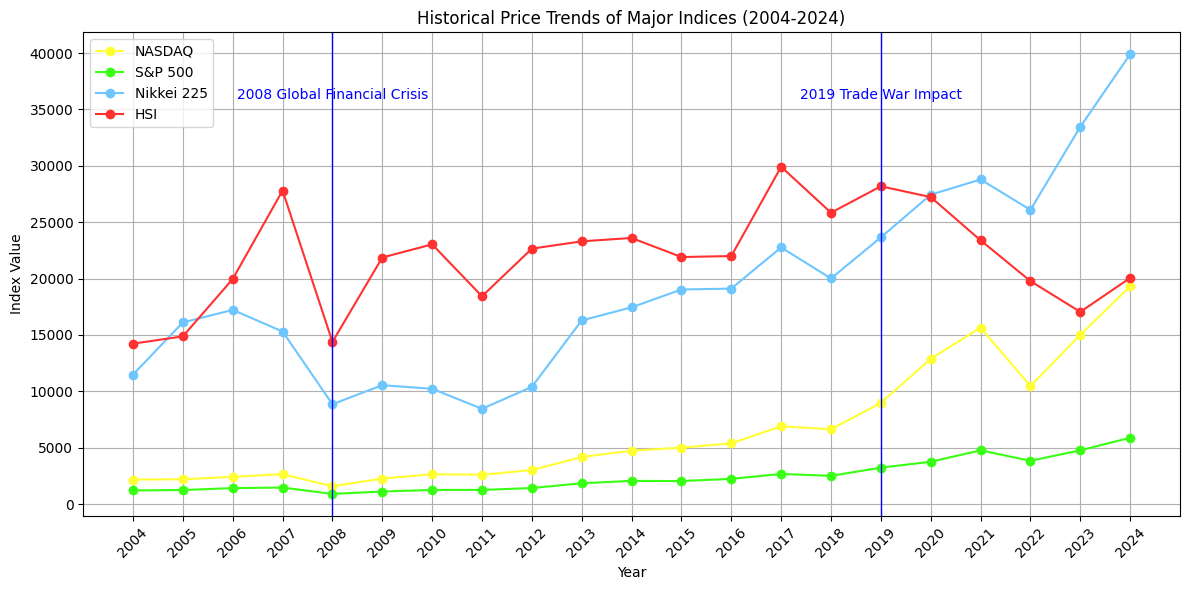 Historical Price Trends of Major Indices (2004-2024)
NASDAQ
S&P 500
Nikkei 225
HSI
2008 Global Financial Crisis
2019 Trade War Impact
Index Value
40000
35000
30000
25000
20000
15000
10000
5000
0
2004 2005 2006 2007 2008 2009 2010 2011 2012 2013 2014 2015 2016 2017 2018 2019 2020 2021 2022 2023 2024
Year